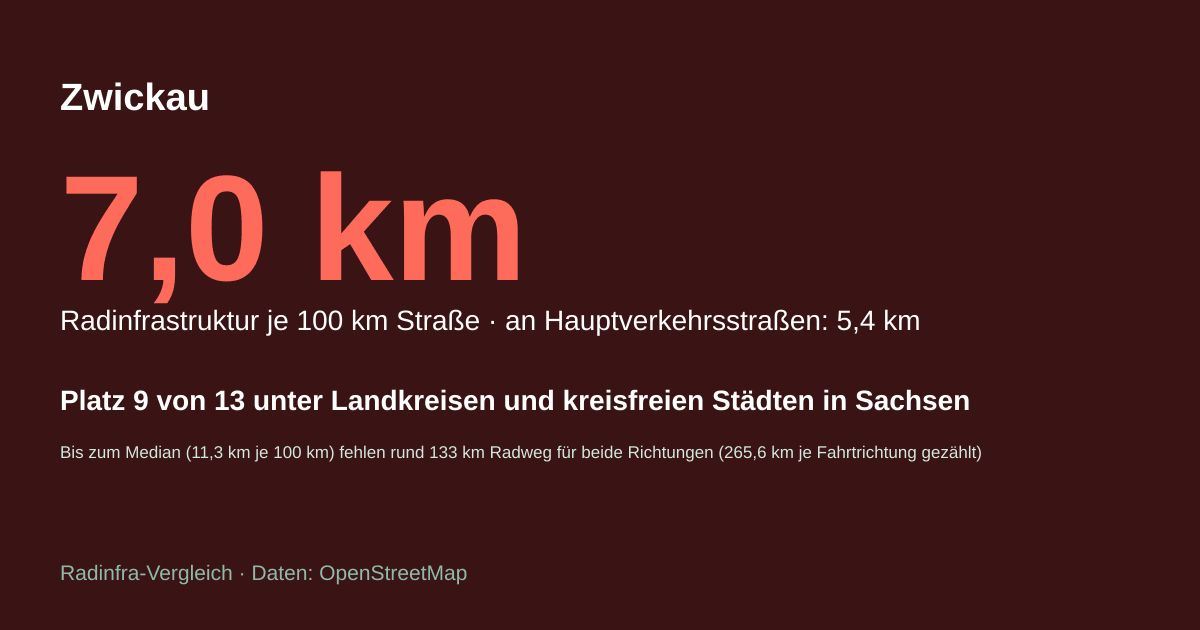 Zwickau
7,0 km
Radinfrastruktur je 100 km Straße · an Hauptverkehrsstraßen: 5,4 km
Platz 9 von 13 unter Landkreisen und kreisfreien Städten in Sachsen
Bis zum Median (11,3 km je 100 km) fehlen rund 133 km Radweg für beide Richtungen (265,6 km je Fahrtrichtung gezählt)
Radinfra-Vergleich · Daten: OpenStreetMap